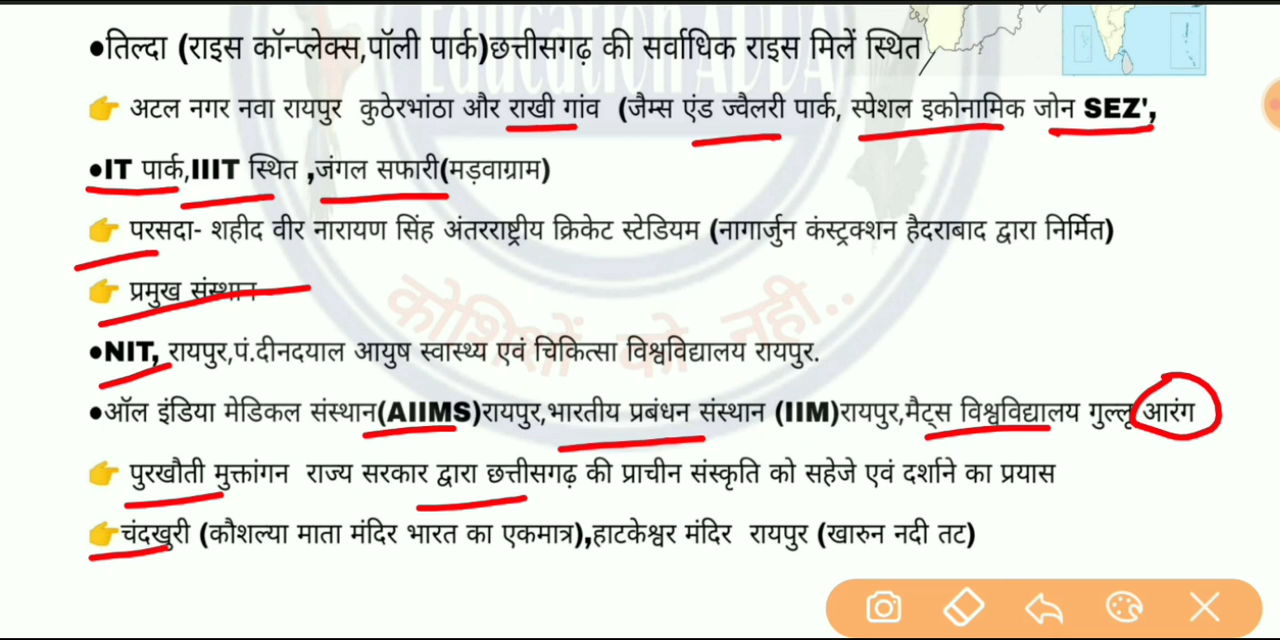 Education ADDA
●तिल्दा (राइस कॉम्प्लेक्स,पॉली पार्क)छत्तीसगढ़ की सर्वाधिक राइस मिलें स्थित
👉 अटल नगर नवा रायपुर कुठेरभांठा और राखी गांव (जैम्स एंड ज्वैलरी पार्क, स्पेशल इकोनामिक जोन SEZ',
●IT पार्क,IIIT स्थित ,जंगल सफारी(मड़वाग्राम)
👉 परसदा- शहीद वीर नारायण सिंह अंतरराष्ट्रीय क्रिकेट स्टेडियम (नागार्जुन कंस्ट्रक्शन हैदराबाद द्वारा निर्मित)
👉 प्रमुख संस्थान
कोशिशों को नहीं..
●NIT, रायपुर,पं.दीनदयाल आयुष स्वास्थ्य एवं चिकित्सा विश्वविद्यालय रायपुर.
●ऑल इंडिया मेडिकल संस्थान(AIIMS)रायपुर,भारतीय प्रबंधन संस्थान (IIM)रायपुर,मैट्स विश्वविद्यालय गुल्लू आरंग
👉 पुरखौती मुक्तांगन राज्य सरकार द्वारा छत्तीसगढ़ की प्राचीन संस्कृति को सहेजे एवं दर्शाने का प्रयास
👉चंदखुरी (कौशल्या माता मंदिर भारत का एकमात्र),हाटकेश्वर मंदिर रायपुर (खारुन नदी तट)